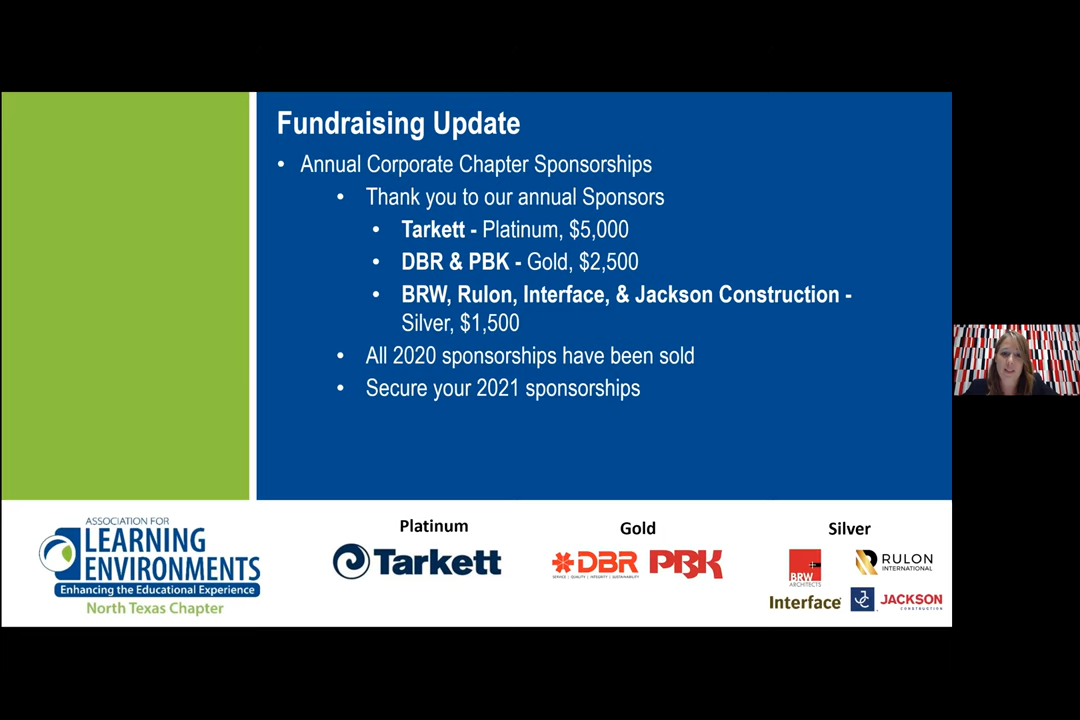 Fundraising Update
• Annual Corporate Chapter Sponsorships
• Thank you to our annual Sponsors
• Tarkett - Platinum, $5,000
• DBR & PBK - Gold, $2,500
• BRW, Rulon, Interface, & Jackson Construction -
Silver, $1,500
• All 2020 sponsorships have been sold
• Secure your 2021 sponsorships
ASSOCIATION FOR
LEARNING
ENVIRONMENTS
Enhancing the Educational Experience
North Texas Chapter
Platinum
Tarkett
Gold
DBR
SERVICE | QUALITY | INTEGRITY | SUSTAINABILITY
PBK
Silver
BRW
ARCHITECTS
RULON
INTERNATIONAL
Interface
JC
JACKSON
CONSTRUCTION